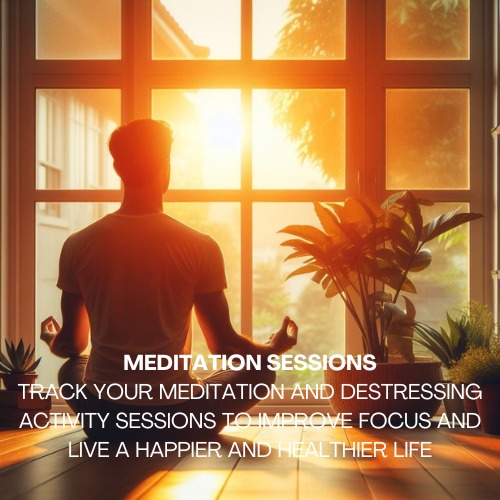 MEDITATION SESSIONS
TRACK YOUR MEDITATION AND DESTRESSING
ACTIVITY SESSIONS TO IMPROVE FOCUS AND
LIVE A HAPPIER AND HEALTHIER LIFE